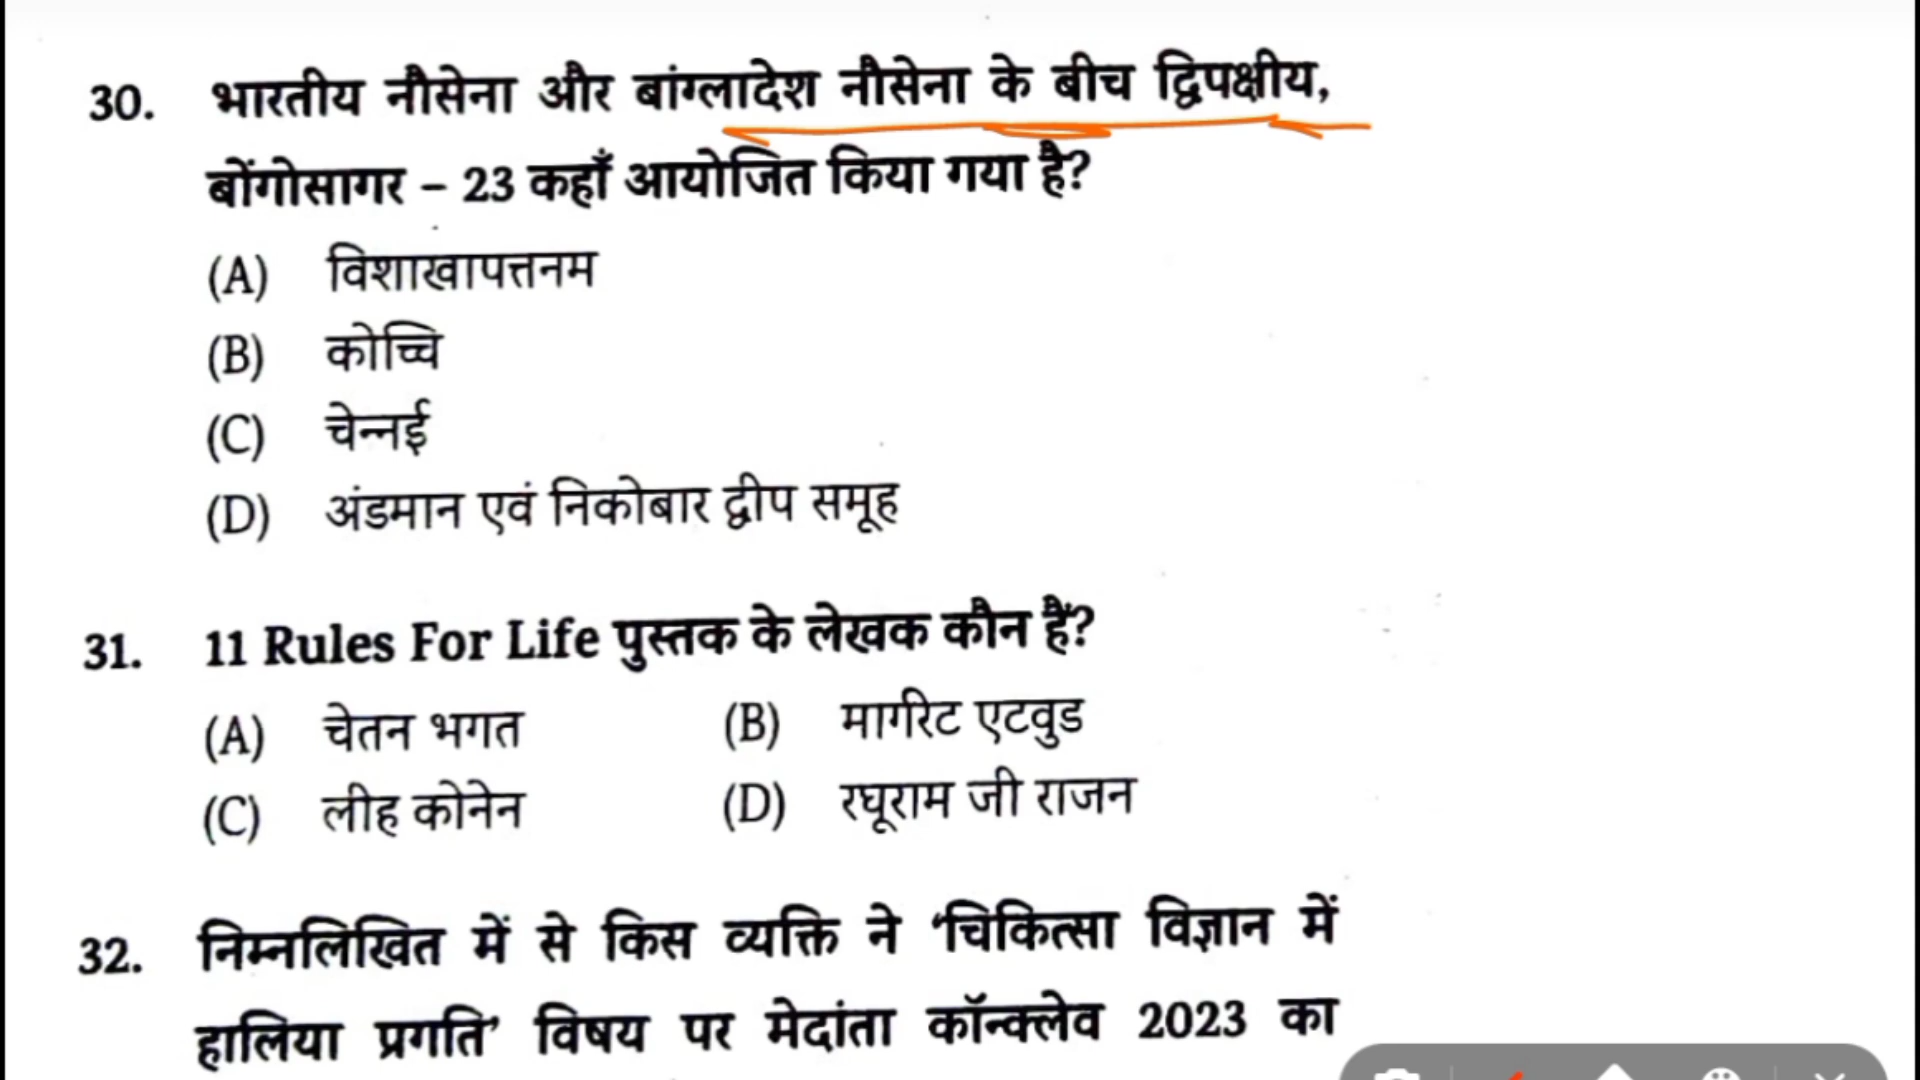 30. भारतीय नौसेना और बांग्लादेश नौसेना के बीच द्विपक्षीय,
बोंगोसागर – 23 कहाँ आयोजित किया गया है?
(A) विशाखापत्तनम
(B) कोच्चि
(C) चेन्नई
(D) अंडमान एवं निकोबार द्वीप समूह
31. 11 Rules For Life पुस्तक के लेखक कौन हैं?
(A) चेतन भगत (B) मार्गरेट एटवुड
(C) लीह कोनेन (D) रघूराम जी राजन
32. निम्नलिखित में से किस व्यक्ति ने ‘चिकित्सा विज्ञान में
हालिया प्रगति’ विषय पर मेदांता कॉन्क्लेव 2023 का